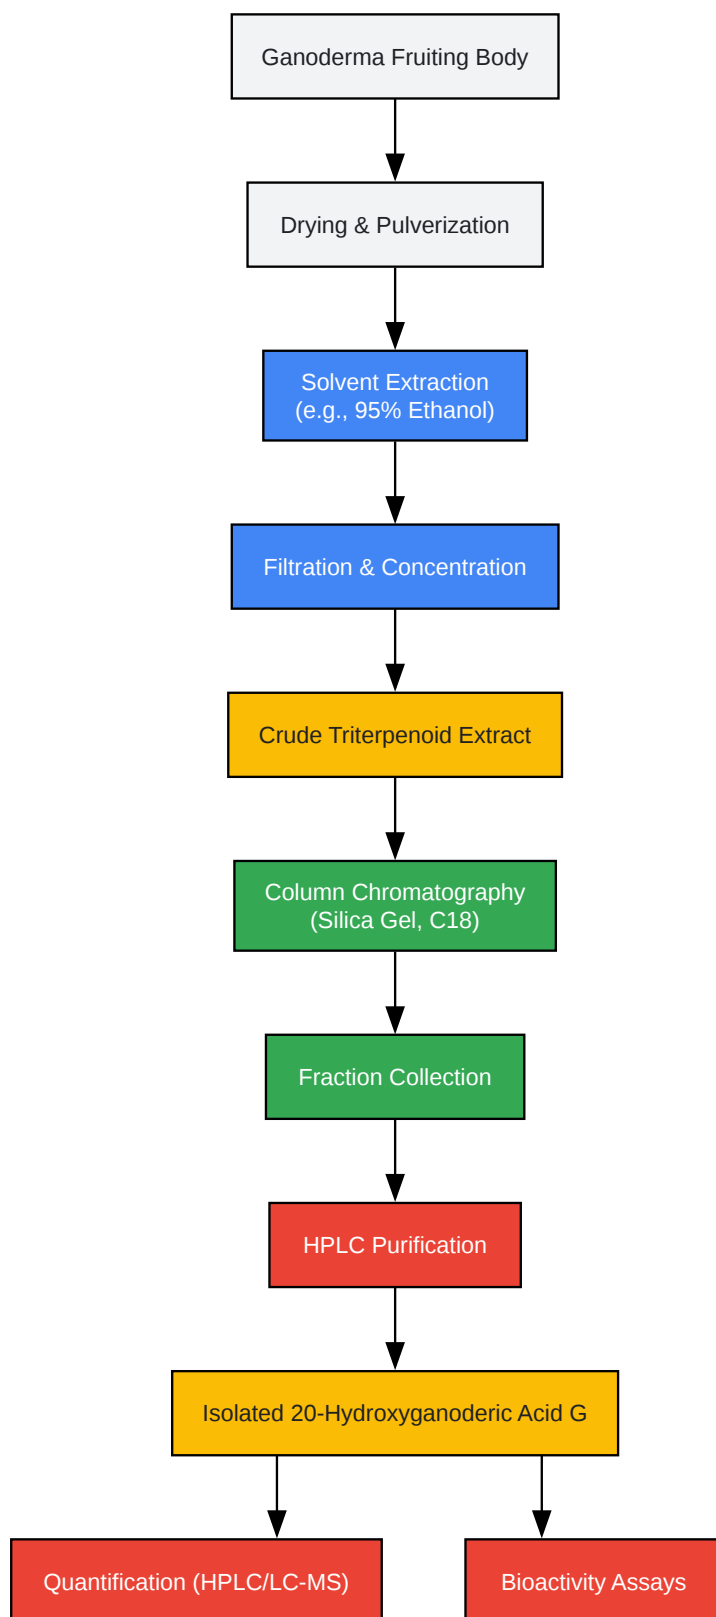 Ganoderma Fruiting Body
Drying & Pulverization
Solvent Extraction
(e.g., 95% Ethanol)
Filtration & Concentration
Crude Triterpenoid Extract
Column Chromatography
(Silica Gel, C18)
Fraction Collection
HPLC Purification
Isolated 20-Hydroxyganoderic Acid G
Quantification (HPLC/LC-MS)
Bioactivity Assays